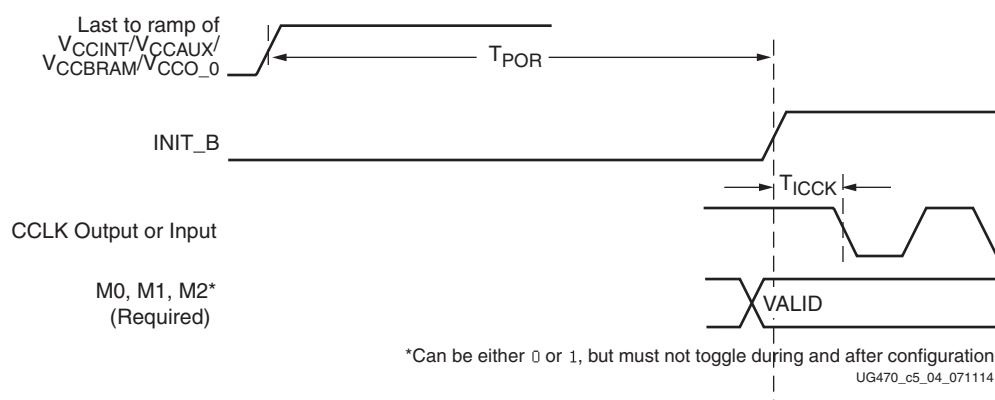 Last to ramp of
VCCINT/VCCAUX/
VCCBRAM/VCCO_0
TPOR
INIT_B
TICCK
CCLK Output or Input
M0, M1, M2*
(Required)
VALID
*Can be either 0 or 1, but must not toggle during and after configuration
UG470_c5_04_071114